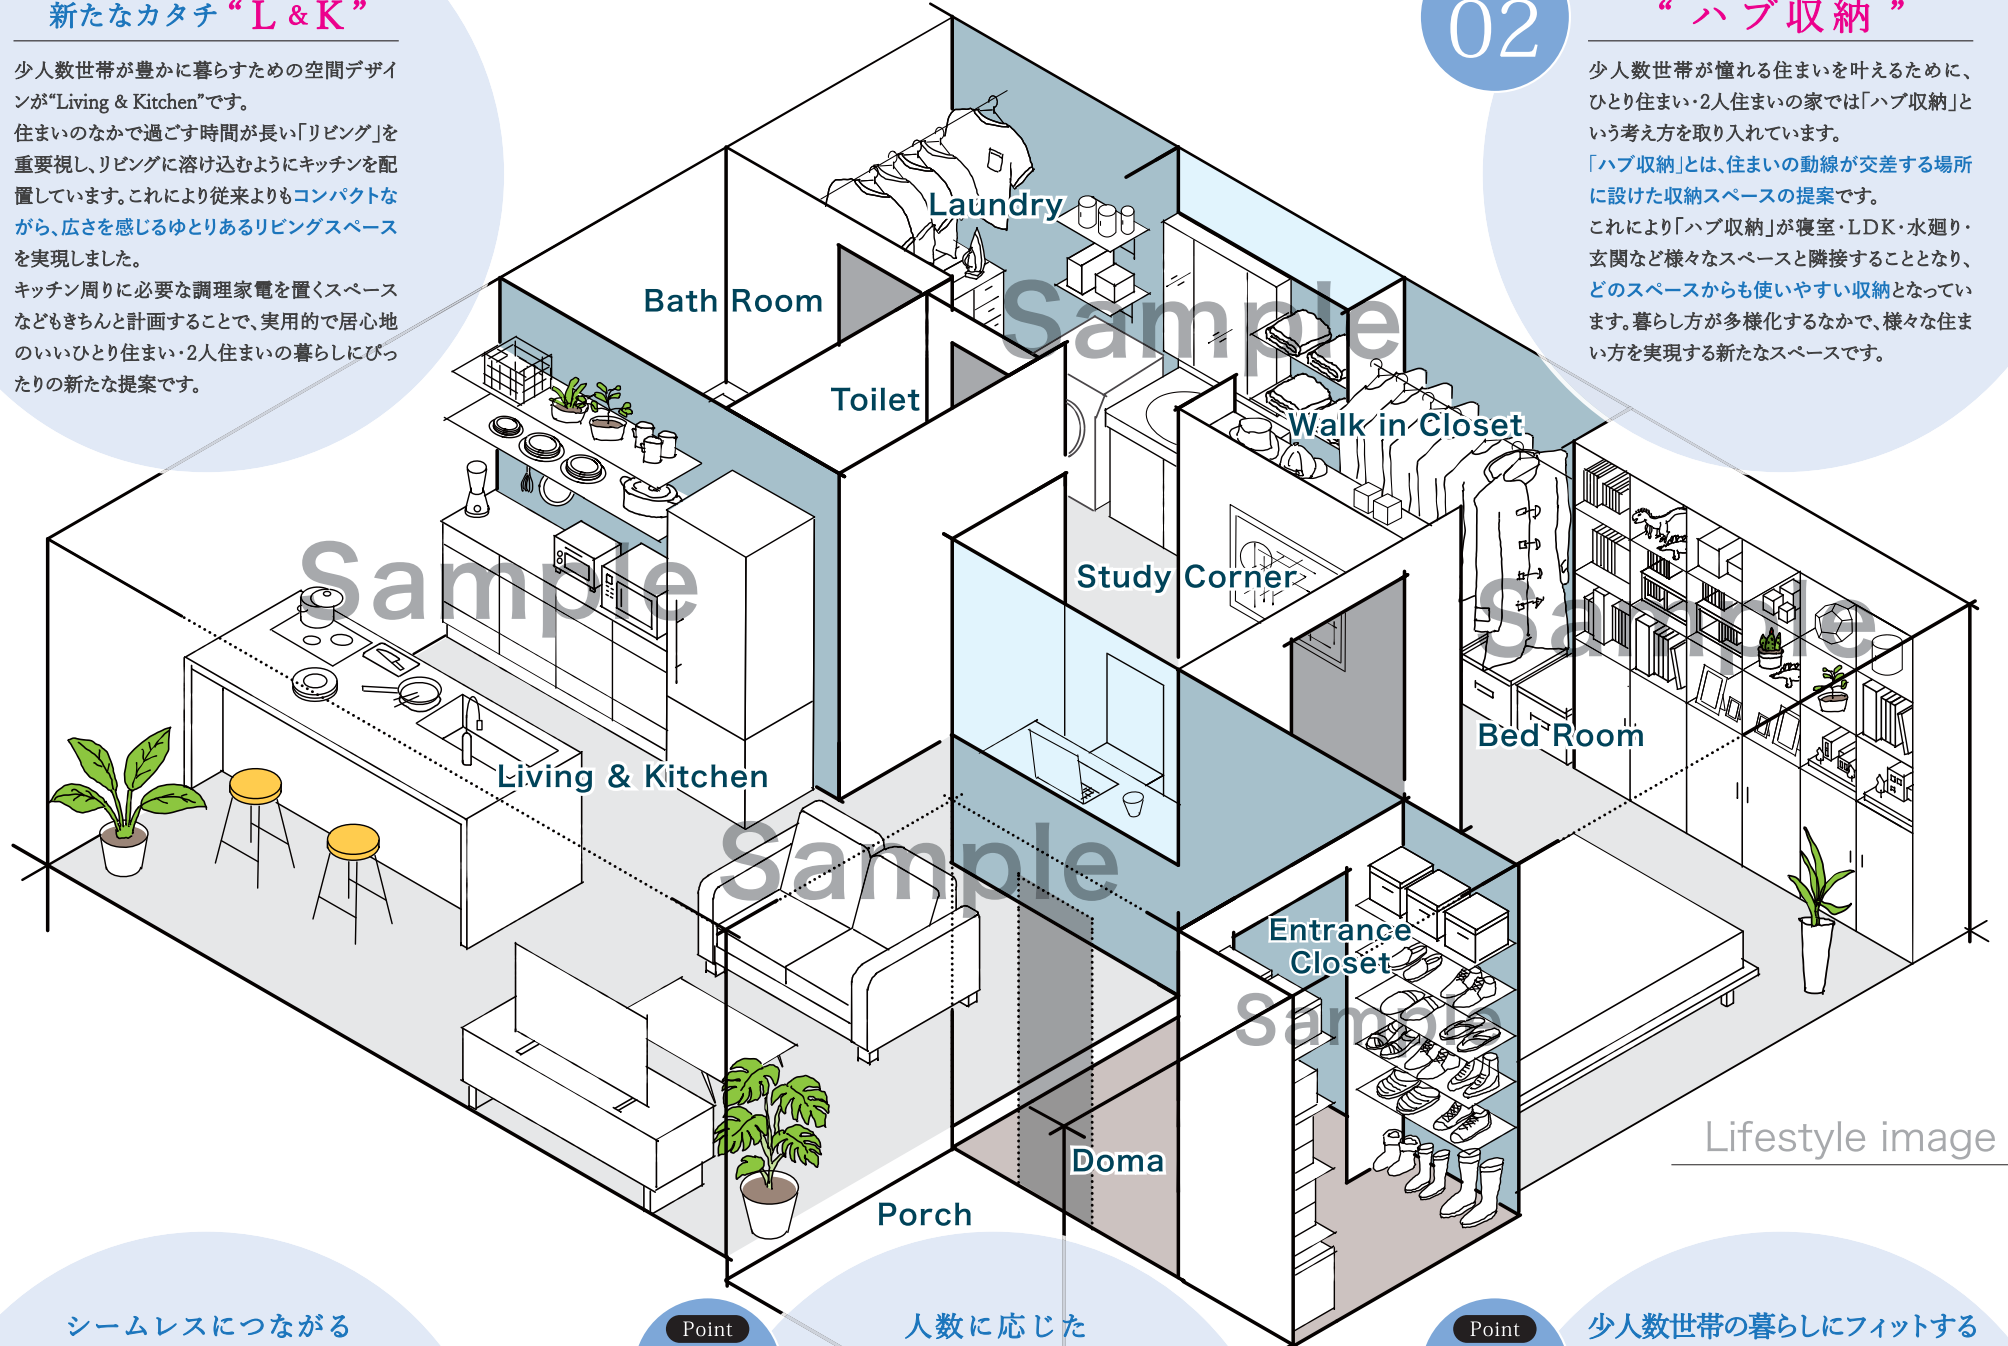 新たなカタチ “L&K”
少人数世帯が豊かに暮らすための空間デザイ
ンが“Living & Kitchen”です。
住まいのなかで過ごす時間が長い「リビング」を
重要視し、リビングに溶け込むようにキッチンを配
置しています。これにより従来よりもコンパクトな
がら、広さを感じるゆとりあるリビングスペース
を実現しました。
キッチン周りに必要な調理家電を置くスペース
などもきちんと計画することで、実用的で居心地
のいいひとり住まい・2人住まいの暮らしにぴっ
たりの新たな提案です。
02
“ ハブ収納 ”
少人数世帯が憧れる住まいを叶えるために、
ひとり住まい・2人住まいの家では「ハブ収納」と
いう考え方を取り入れています。
「ハブ収納」とは、住まいの動線が交差する場所
に設けた収納スペースの提案です。
これにより「ハブ収納」が寝室・LDK・水廻り・
玄関など様々なスペースと隣接することとなり、
どのスペースからも使いやすい収納となってい
ます。暮らし方が多様化するなかで、様々な住ま
い方を実現する新たなスペースです。
Laundry
Bath Room
Sample
Toilet
Walk in Closet
Study Corner
Sample
Sample
Bed Room
Living & Kitchen
Sample
Entrance
Closet
Sample
Doma
Porch
Lifestyle image
シームレスにつながる
Point
人数に応じた
Point
少人数世帯の暮らしにフィットする